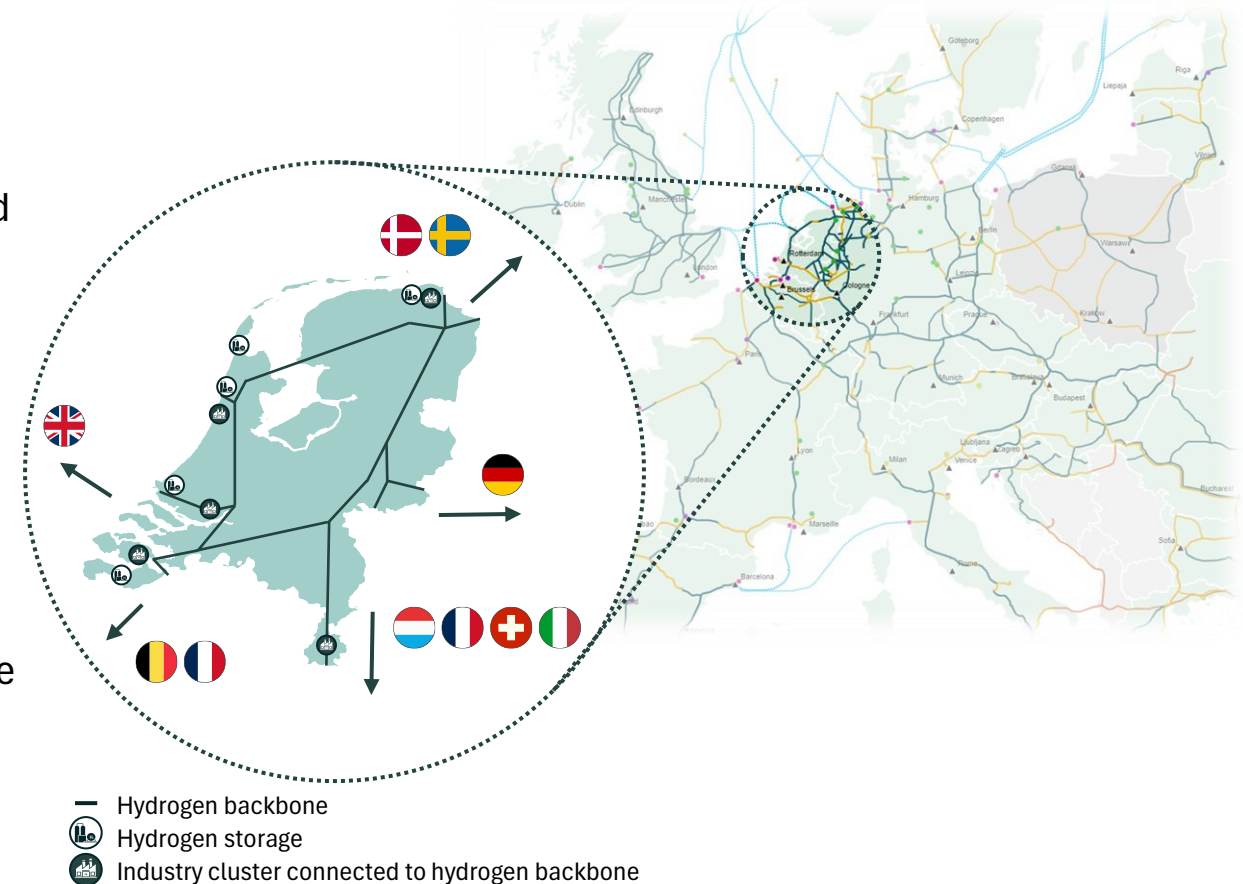 Göteborg
Riga
Liepaja
Edinburgh
Copenhagen
Vilnius
Gdansk
d
Dublin
Manchester
Hamburg
Berlin
Warsaw
Rotterdam
London
Leipzig
Brussels
Cologne
Frankfurt
Prague
Kraków
Paris
Munich
Bratislava
Budapest
Ljubljana
Zagreb
Lyon
Milan
Venice
Bordeaux
Bucharest
bao
Marseille
Sofia
Rome
Barcelona
e
Hydrogen backbone
Hydrogen storage
Industry cluster connected to hydrogen backbone